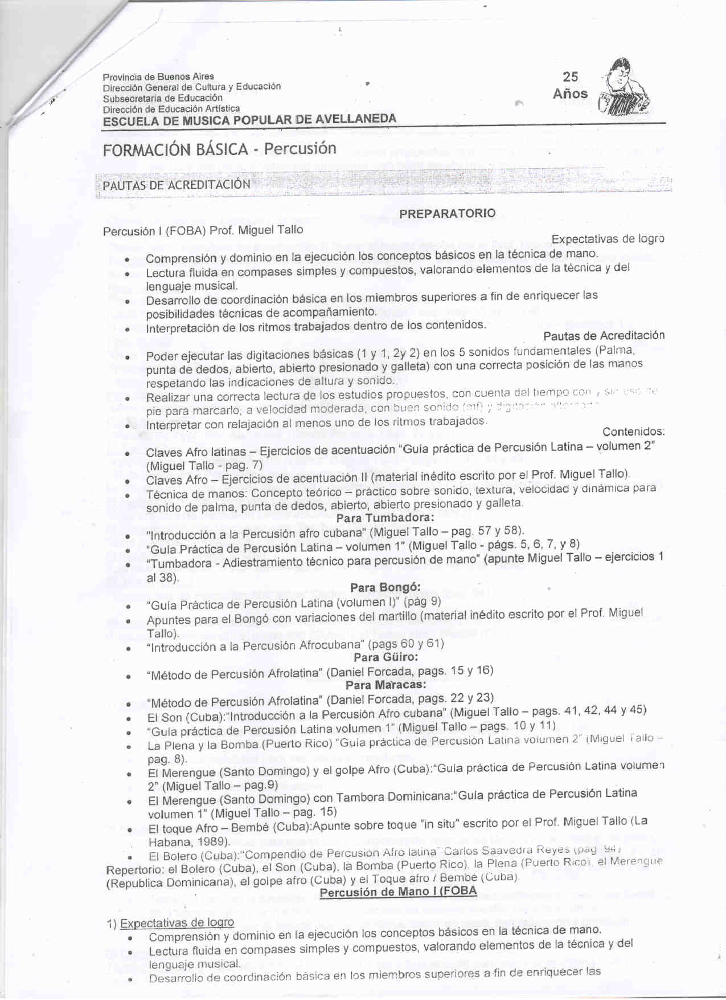 Provincia de Buenos Aires
Dirección General de Cultura y Educación
Subsecretaría de Educación
Dirección de Educación Artística
ESCUELA DE MUSICA POPULAR DE AVELLANEDA
25
Años
FORMACIÓN BÁSICA - Percusión
PAUTAS DE ACREDITACIÓN
PREPARATORIO
Percusión I (FOBA) Prof. Miguel Tallo
Expectativas de logro
• Comprensión y dominio en la ejecución los conceptos básicos en la técnica de mano.
• Lectura fluida en compases simples y compuestos, valorando elementos de la técnica y del
lenguaje musical.
• Desarrollo de coordinación básica en los miembros superiores a fin de enriquecer las
posibilidades técnicas de acompañamiento.
• Interpretación de los ritmos trabajados dentro de los contenidos.
Pautas de Acreditación
• Poder ejecutar las digitaciones básicas (1 y 1, 2y 2) en los 5 sonidos fundamentales (Palma,
punta de dedos, abierto, abierto presionado y galleta) con una correcta posición de las manos
respetando las indicaciones de altura y sonido..
• Realizar una correcta lectura de los estudios propuestos, con cuenta del tiempo con y sin uso de
pie para marcarlo, a velocidad moderada, con buen sonido (mf) y
• Interpretar con relajación al menos uno de los ritmos trabajados.
Contenidos:
• Claves Afro latinas – Ejercicios de acentuación “Guía práctica de Percusión Latina – volumen 2”
(Miguel Tallo - pag. 7)
• Claves Afro – Ejercicios de acentuación II (material inédito escrito por el Prof. Miguel Tallo).
• Técnica de manos: Concepto teórico – práctico sobre sonido, textura, velocidad y dinámica para
sonido de palma, punta de dedos, abierto, abierto presionado y galleta.
Para Tumbadora:
• "Introducción a la Percusión afro cubana" (Miguel Tallo – pag. 57 y 58).
• “Guía Práctica de Percusión Latina – volumen 1” (Miguel Tallo - págs. 5, 6, 7, y 8)
• “Tumbadora - Adiestramiento técnico para percusión de mano” (apunte Miguel Tallo – ejercicios 1
al 38).
Para Bongó:
• “Guía Práctica de Percusión Latina (volumen I)” (pág 9)
• Apuntes para el Bongó con variaciones del martillo (material inédito escrito por el Prof. Miguel
Tallo).
• “Introducción a la Percusión Afrocubana” (pags 60 y 61)
Para Güiro:
• “Método de Percusión Afrolatina” (Daniel Forcada, pags. 15 y 16)
Para Maracas:
• “Método de Percusión Afrolatina” (Daniel Forcada, pags. 22 y 23)
• El Son (Cuba):“Introducción a la Percusión Afro cubana” (Miguel Tallo – pags. 41, 42, 44 y 45)
• “Guía práctica de Percusión Latina volumen 1” (Miguel Tallo – pags. 10 y 11)
• La Plena y la Bomba (Puerto Rico) “Guia práctica de Percusión Latina volumen 2” (Miguel Tallo –
pag. 8).
• El Merengue (Santo Domingo) y el golpe Afro (Cuba):“Guía práctica de Percusión Latina volumen
2” (Miguel Tallo – pag.9)
• El Merengue (Santo Domingo) con Tambora Dominicana:“Guía práctica de Percusión Latina
volumen 1” (Miguel Tallo – pag. 15)
• El toque Afro – Bembé (Cuba):Apunte sobre toque “in situ” escrito por el Prof. Miguel Tallo (La
Habana, 1989).
• El Bolero (Cuba):“Compendio de Percusion Afro latina” Carlos Saavedra Reyes (pag 94)
Repertorio: el Bolero (Cuba), el Son (Cuba), la Bomba (Puerto Rico), la Plena (Puerto Rico), el Merengue
(Republica Dominicana), el golpe afro (Cuba) y el Toque afro / Bembé (Cuba).
Percusión de Mano I (FOBA
1) Expectativas de logro
• Comprensión y dominio en la ejecución los conceptos básicos en la técnica de mano.
• Lectura fluida en compases simples y compuestos, valorando elementos de la técnica y del
lenguaje musical.
• Desarrollo de coordinación básica en los miembros superiores a fin de enriquecer las